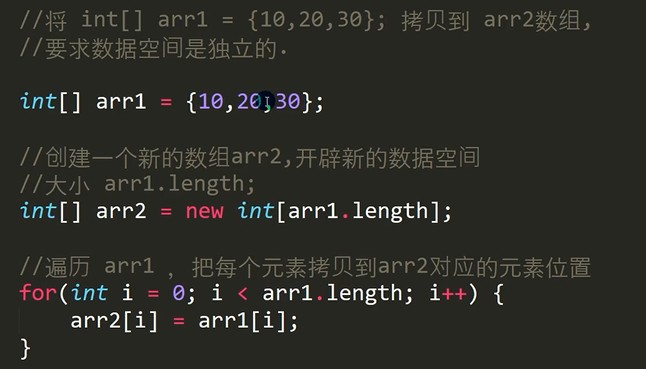 //将 int[] arr1 = {10,20,30}; 拷贝到 arr2数组,
//要求数据空间是独立的.
int[] arr1 = {10,20,30};
//创建一个新的数组arr2,开辟新的数据空间
//大小 arr1.length;
int[] arr2 = new int[arr1.length];
//遍历 arr1 , 把每个元素拷贝到arr2对应的元素位置
for(int i = 0; i < arr1.length; i++) {
arr2[i] = arr1[i];
}